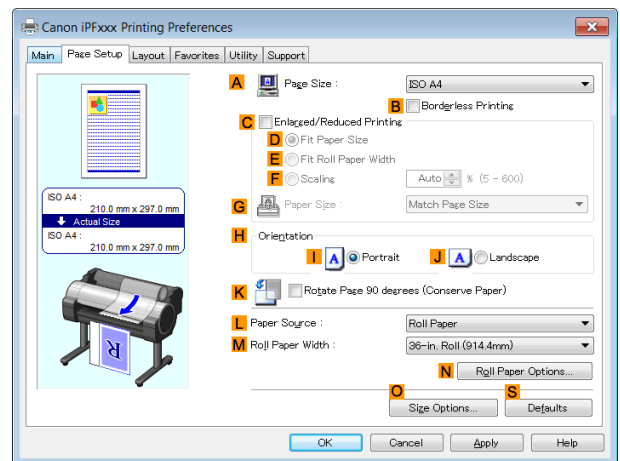 Canon iPFxxx Printing Preferences
Main Page Setup Layout Favorites Utility Support
A Page Size : ISO A4
B Borderless Printing
C Enlarged/Reduced Printing
D Fit Paper Size
E Fit Roll Paper Width
F Scaling Auto % (5 - 600)
G Paper Size : Match Page Size
ISO A4 :
210.0 mm x 297.0 mm
Actual Size
ISO A4 :
210.0 mm x 297.0 mm
H Orientation
I A Portrait J A Landscape
K Rotate Page 90 degrees (Conserve Paper)
L Paper Source : Roll Paper
M Roll Paper Width : 36-in. Roll (914.4mm)
R
N Roll Paper Options...
O S
Size Options... Defaults
OK Cancel Apply Help